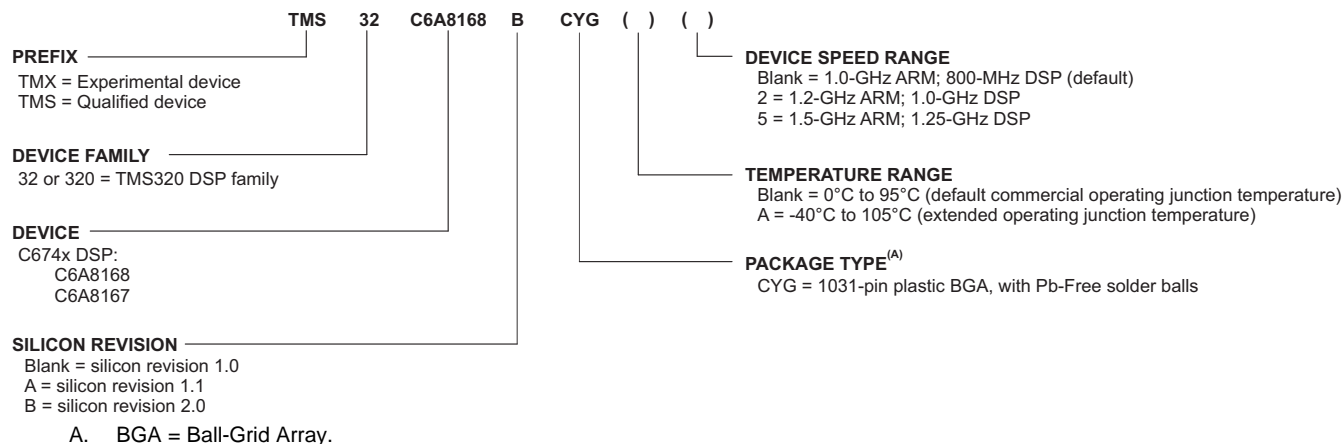 TMS 32 C6A8168 B CYG ( ) ( )
PREFIX
TMX = Experimental device
TMS = Qualified device
DEVICE FAMILY
32 or 320 = TMS320 DSP family
DEVICE
C674x DSP:
C6A8168
C6A8167
SILICON REVISION
Blank = silicon revision 1.0
A = silicon revision 1.1
B = silicon revision 2.0
DEVICE SPEED RANGE
Blank = 1.0-GHz ARM; 800-MHz DSP (default)
2 = 1.2-GHz ARM; 1.0-GHz DSP
5 = 1.5-GHz ARM; 1.25-GHz DSP
TEMPERATURE RANGE
Blank = 0°C to 95°C (default commercial operating junction temperature)
A = -40°C to 105°C (extended operating junction temperature)
PACKAGE TYPE(A)
CYG = 1031-pin plastic BGA, with Pb-Free solder balls
A. BGA = Ball-Grid Array.